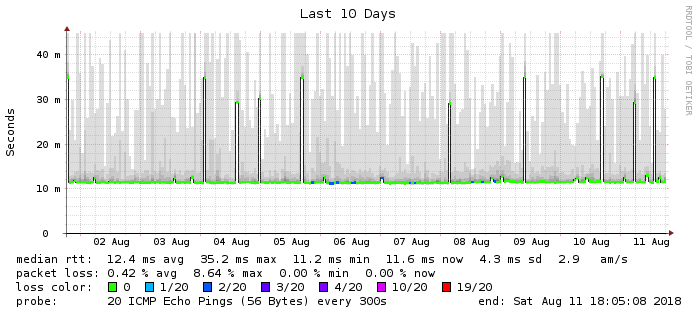 Last 10 Days
RRDTOOL / TOBI OETIKER
Seconds
40 m
30 m
20 m
10 m
0
02 Aug 03 Aug 04 Aug 05 Aug 06 Aug 07 Aug 08 Aug 09 Aug 10 Aug 11 Aug
median rtt: 12.4 ms avg 35.2 ms max 11.2 ms min 11.6 ms now 4.3 ms sd 2.9 am/s
packet loss: 0.42 % avg 8.64 % max 0.00 % min 0.00 % now
loss color: 0 1/20 2/20 3/20 4/20 10/20 19/20
probe: 20 ICMP Echo Pings (56 Bytes) every 300s end: Sat Aug 11 18:05:08 2018